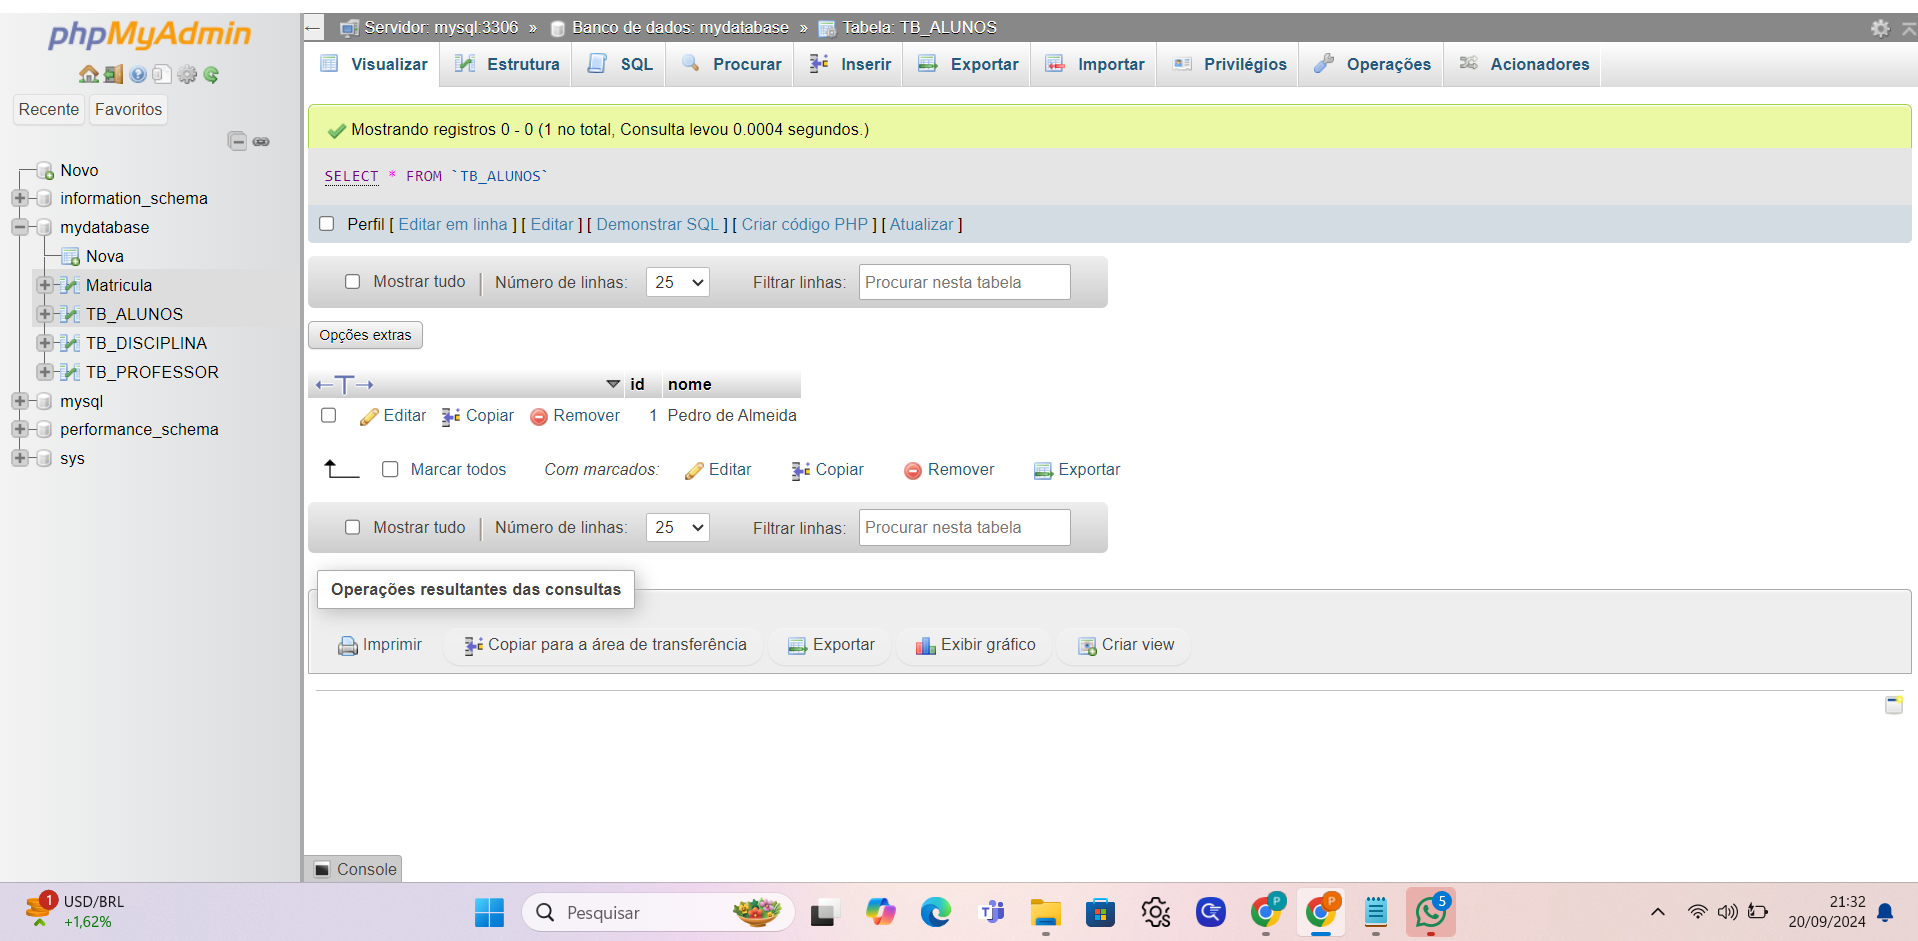 phpMyAdmin
Recente Favoritos
Novo
information_schema
mydatabase
Nova
Matricula
TB_ALUNOS
TB_DISCIPLINA
TB_PROFESSOR
mysql
performance_schema
sys
Servidor: mysql:3306 » Banco de dados: mydatabase » Tabela: TB_ALUNOS
Visualizar Estrutura SQL Procurar Inserir Exportar Importar Privilégios Operações Acionadores
Mostrando registros 0 - 0 (1 no total, Consulta levou 0.0004 segundos.)
SELECT * FROM `TB_ALUNOS`
Perfil [ Editar em linha ] [ Editar ] [ Demonstrar SQL ] [ Criar código PHP ] [ Atualizar ]
Mostrar tudo Número de linhas: 25 Filtrar linhas: Procurar nesta tabela
Opções extras
←T→ id nome
Editar Copiar Remover 1 Pedro de Almeida
Marcar todos Com marcados: Editar Copiar Remover Exportar
Mostrar tudo Número de linhas: 25 Filtrar linhas: Procurar nesta tabela
Operações resultantes das consultas
Imprimir Copiar para a área de transferência Exportar Exibir gráfico Criar view
Console
1 USD/BRL
+1,62%
Pesquisar
P P 5
21:32
20/09/2024